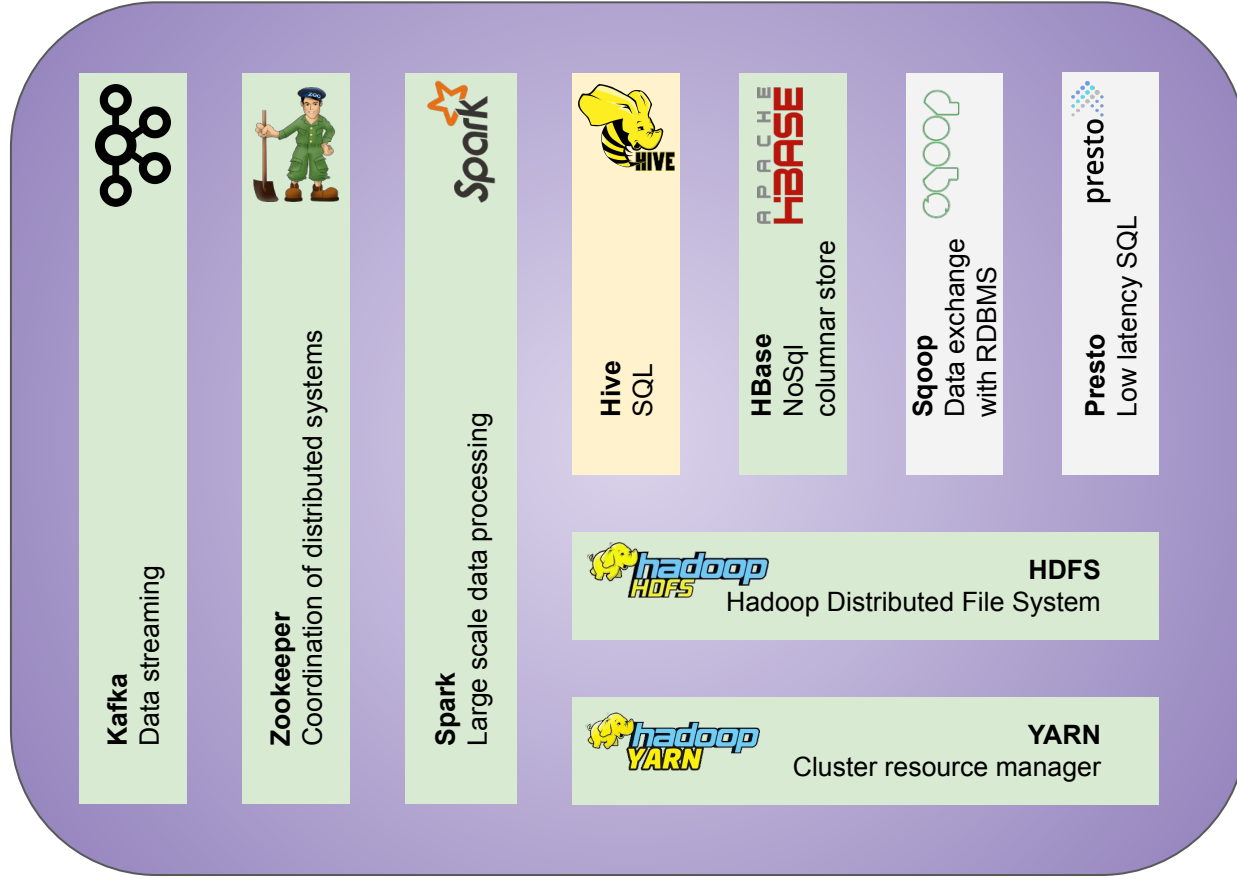 Kafka
Data streaming
ZOO
Zookeeper
Coordination of distributed systems
Spark
Spark
Large scale data processing
HIVE
Hive
SQL
APACHE
HBASE
HBase
NoSql
columnar store
sqoop
Sqoop
Data exchange
with RDBMS
presto
Presto
Low latency SQL
hadoop
HDFS
HDFS
Hadoop Distributed File System
hadoop
YARN
YARN
Cluster resource manager